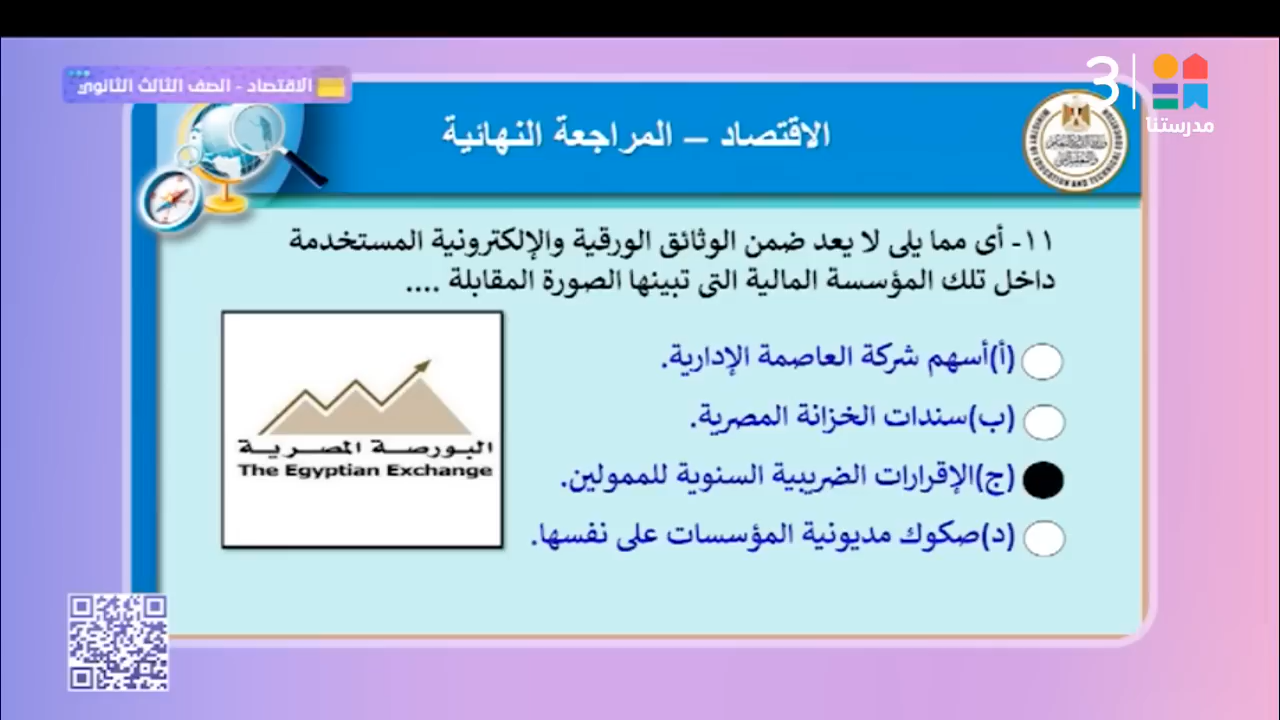 3
مدرستنا
الاقتصاد - الصف الثالث الثانوي
الاقتصاد – المراجعة النهائية
١١- أى مما يلى لا يعد ضمن الوثائق الورقية والإلكترونية المستخدمة
داخل تلك المؤسسة المالية التى تبينها الصورة المقابلة ....
(أ)أسهم شركة العاصمة الإدارية.
(ب)سندات الخزانة المصرية.
(ج)الإقرارات الضريبية السنوية للممولين.
(د)صكوك مديونية المؤسسات على نفسها.
البورصة المصرية
The Egyptian Exchange